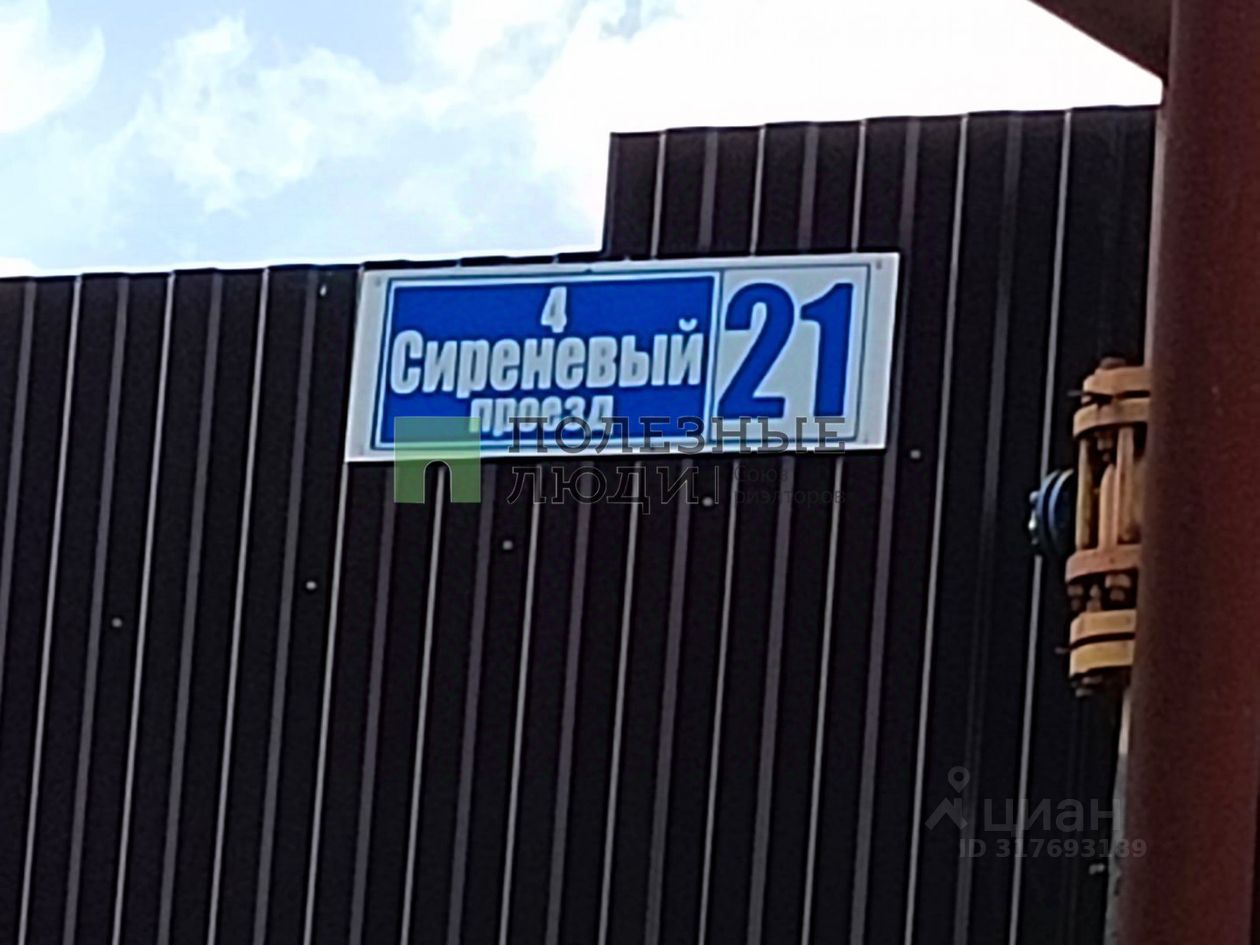 4
Сиреневый
проезд
21
ПОЛЕЗНЫЕ
ЛЮДИ
Союз
риэлторов
циан
ID 317693139